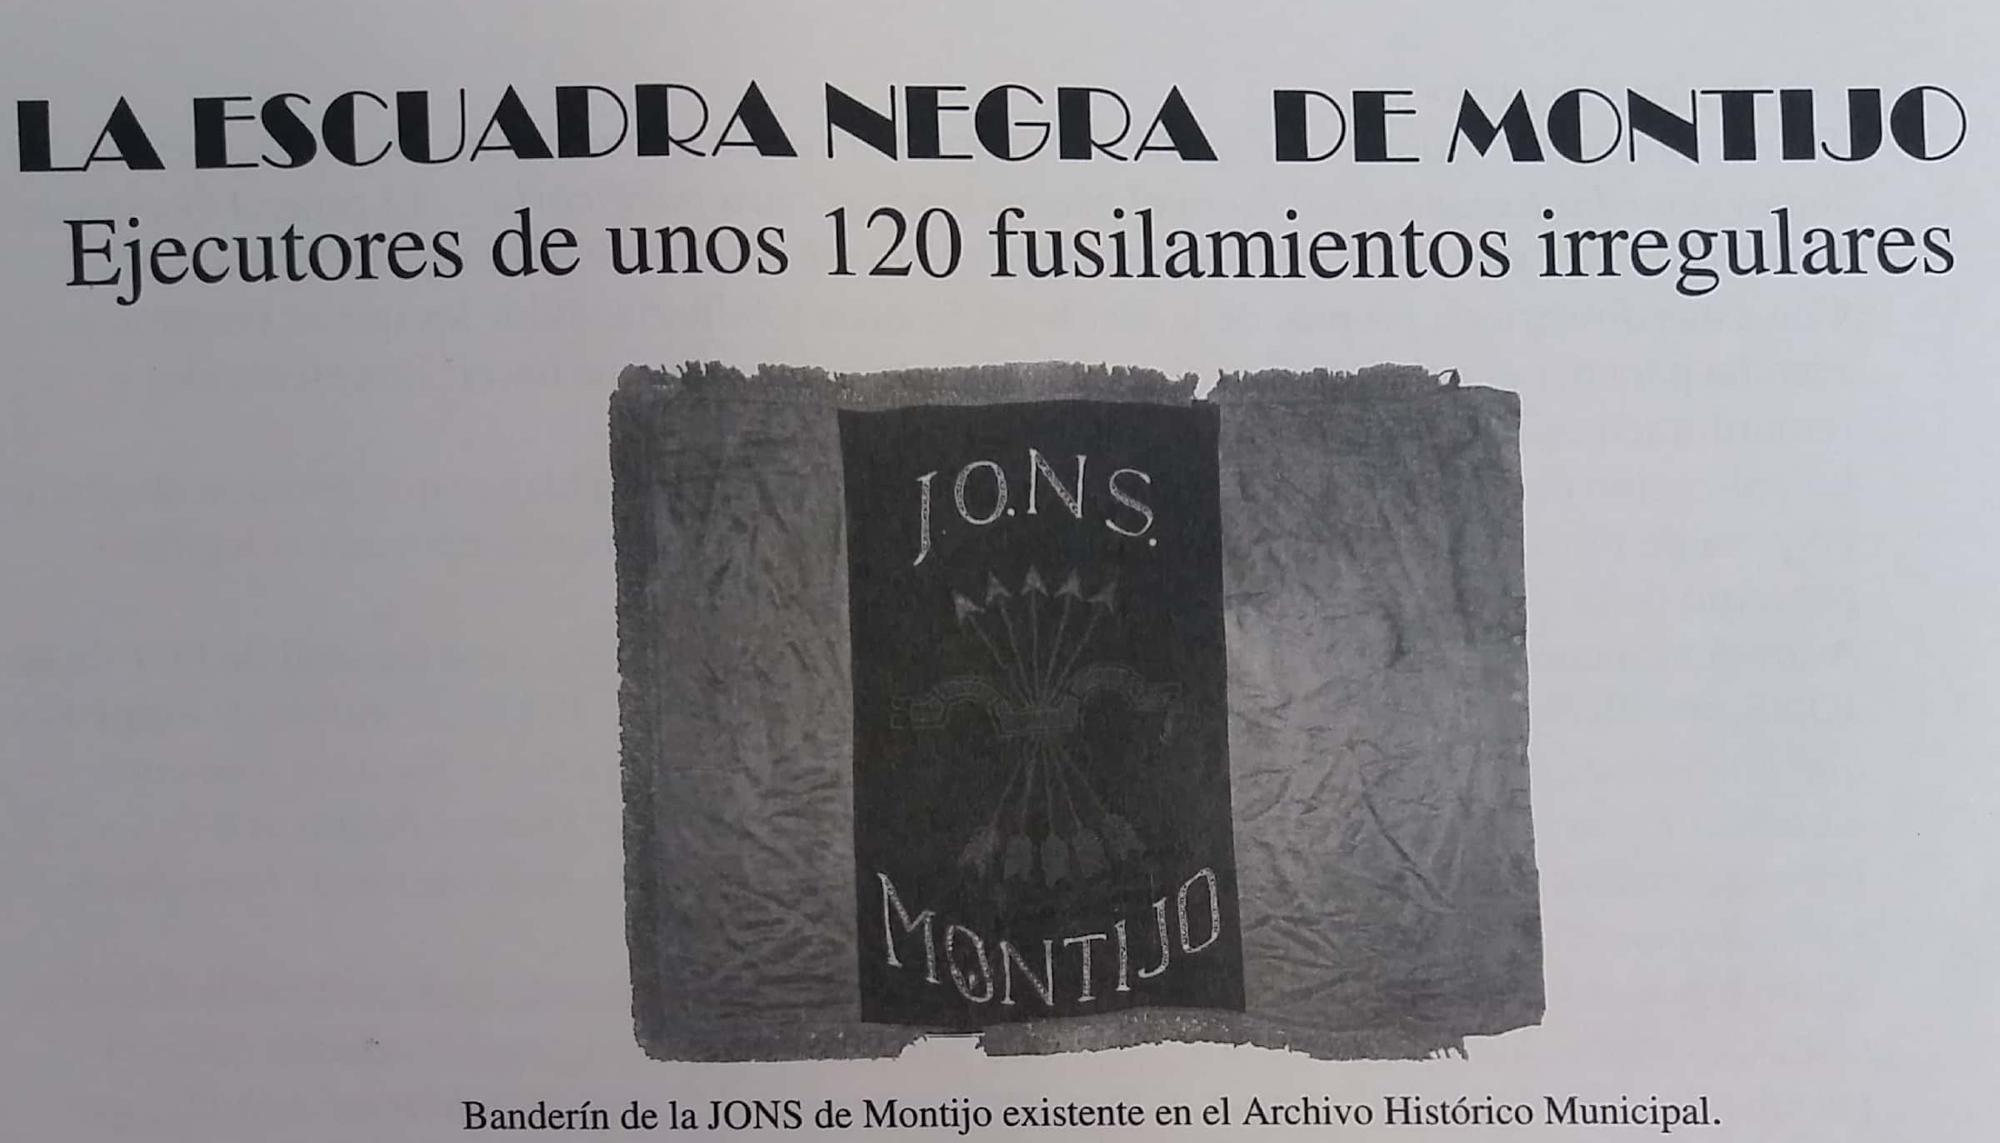 LA ESCUADRA NEGRA DE MONTIJO
Ejecutores de unos 120 fusilamientos irregulares
J.O.N.S.
MONTIJO
Banderín de la JONS de Montijo existente en el Archivo Histórico Municipal.